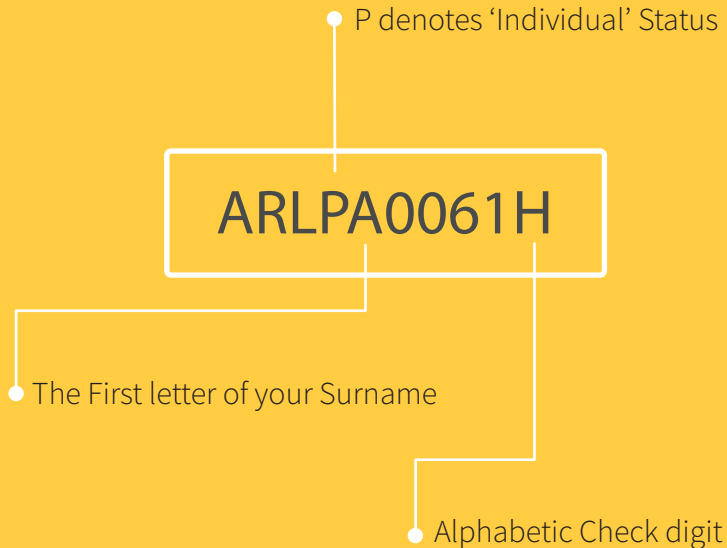 P denotes ‘Individual’ Status
ARLPA0061H
The First letter of your Surname
Alphabetic Check digit